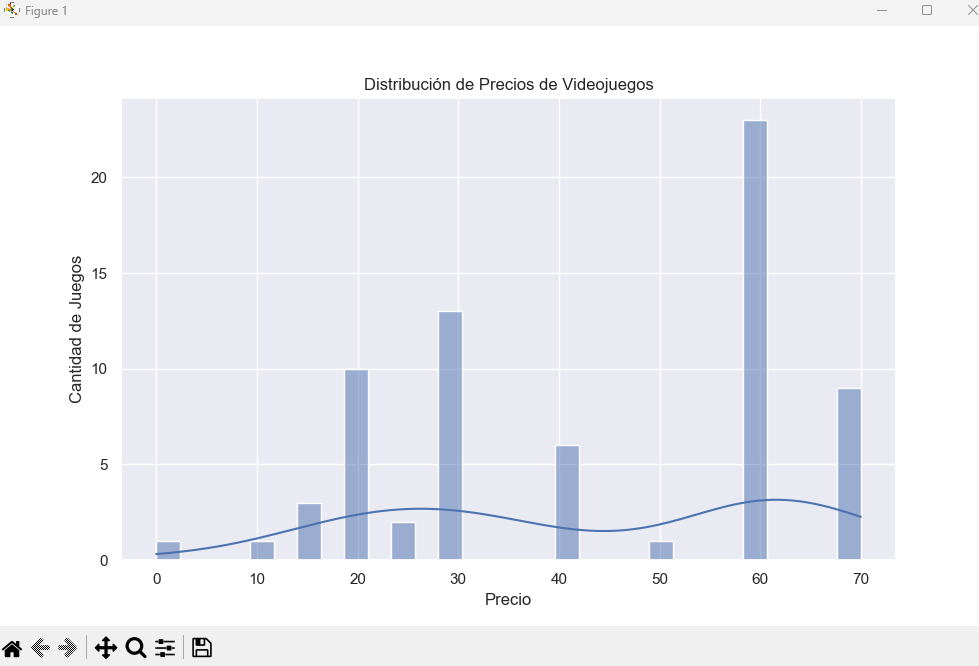 Figure 1
Distribución de Precios de Videojuegos
20
15
10
5
0
Cantidad de Juegos
0 10 20 30 40 50 60 70
Precio